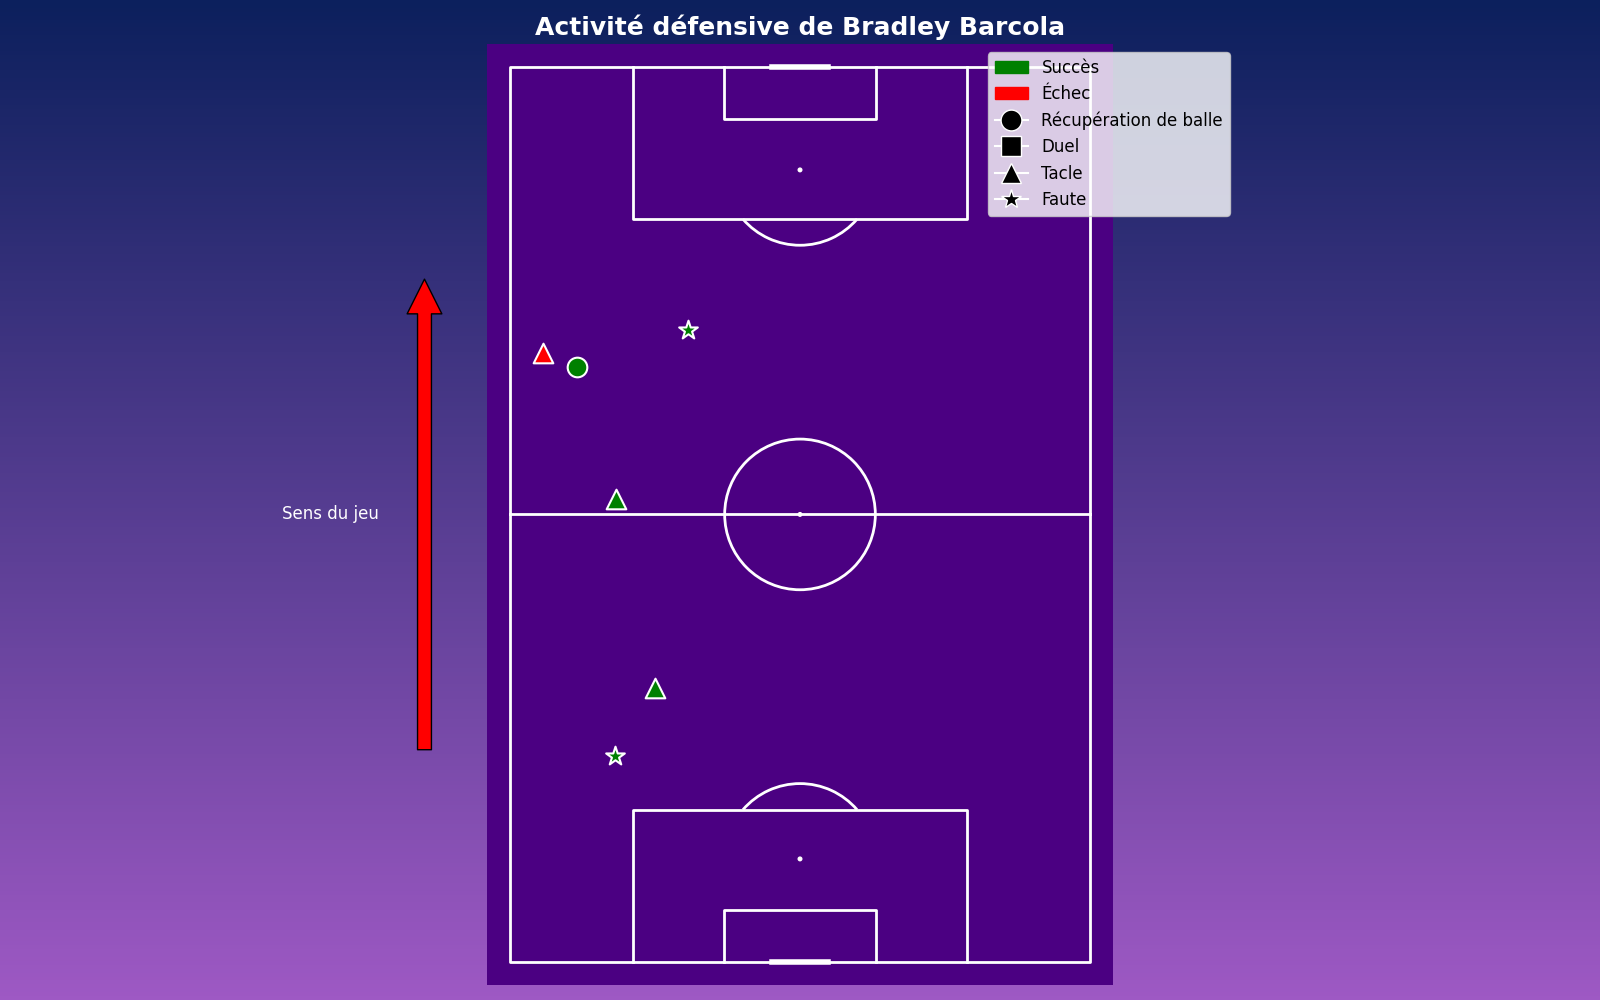 Activité défensive de Bradley Barcola
Succès
Échec
Récupération de balle
Duel
Tacle
Faute
Sens du jeu